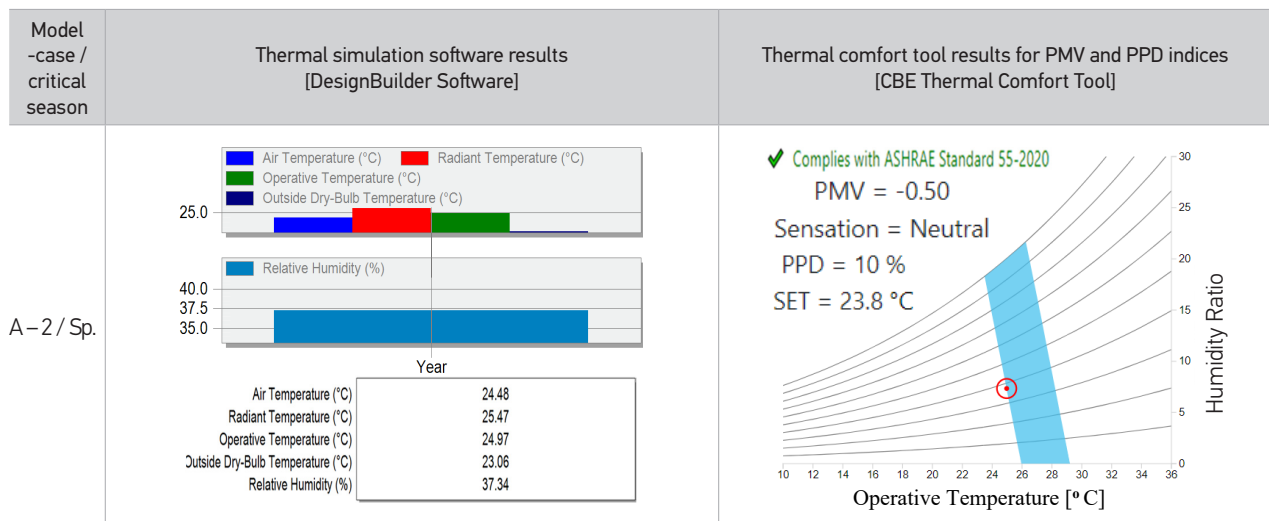 Model
-case /
critical
season
Thermal simulation software results
[DesignBuilder Software]
Thermal comfort tool results for PMV and PPD indices
[CBE Thermal Comfort Tool]
A – 2 / Sp.
Air Temperature (°C)
Radiant Temperature (°C)
Operative Temperature (°C)
Outside Dry-Bulb Temperature (°C)
25.0
Relative Humidity (%)
40.0
37.5
35.0
Year
Air Temperature (°C) 24.48
Radiant Temperature (°C) 25.47
Operative Temperature (°C) 24.97
Outside Dry-Bulb Temperature (°C) 23.06
Relative Humidity (%) 37.34
✔ Complies with ASHRAE Standard 55-2020
PMV = -0.50
Sensation = Neutral
PPD = 10 %
SET = 23.8 °C
30
25
20
15
10
5
0
Humidity Ratio
10 12 14 16 18 20 22 24 26 28 30 32 34 36
Operative Temperature [° C]